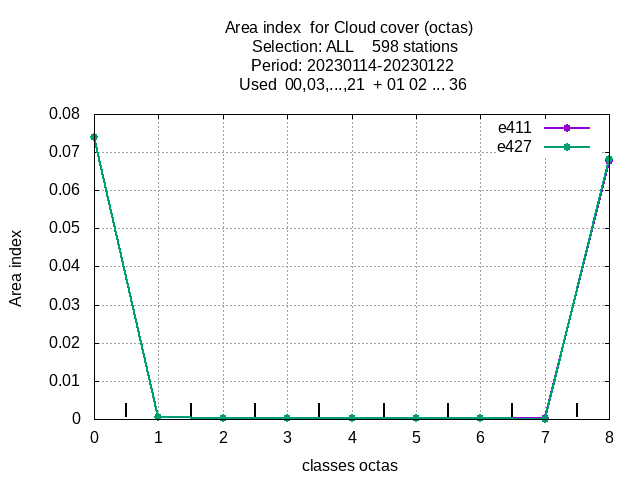 Area index  for Cloud cover (octas)
Selection: ALL    598 stations
Period: 20230114-20230122
Used  00,03,...,21  + 01 02 ... 36
e411
e427
0.08
0.07
0.06
0.05
0.04
0.03
0.02
0.01
0
Area index
0 1 2 3 4 5 6 7 8
classes octas